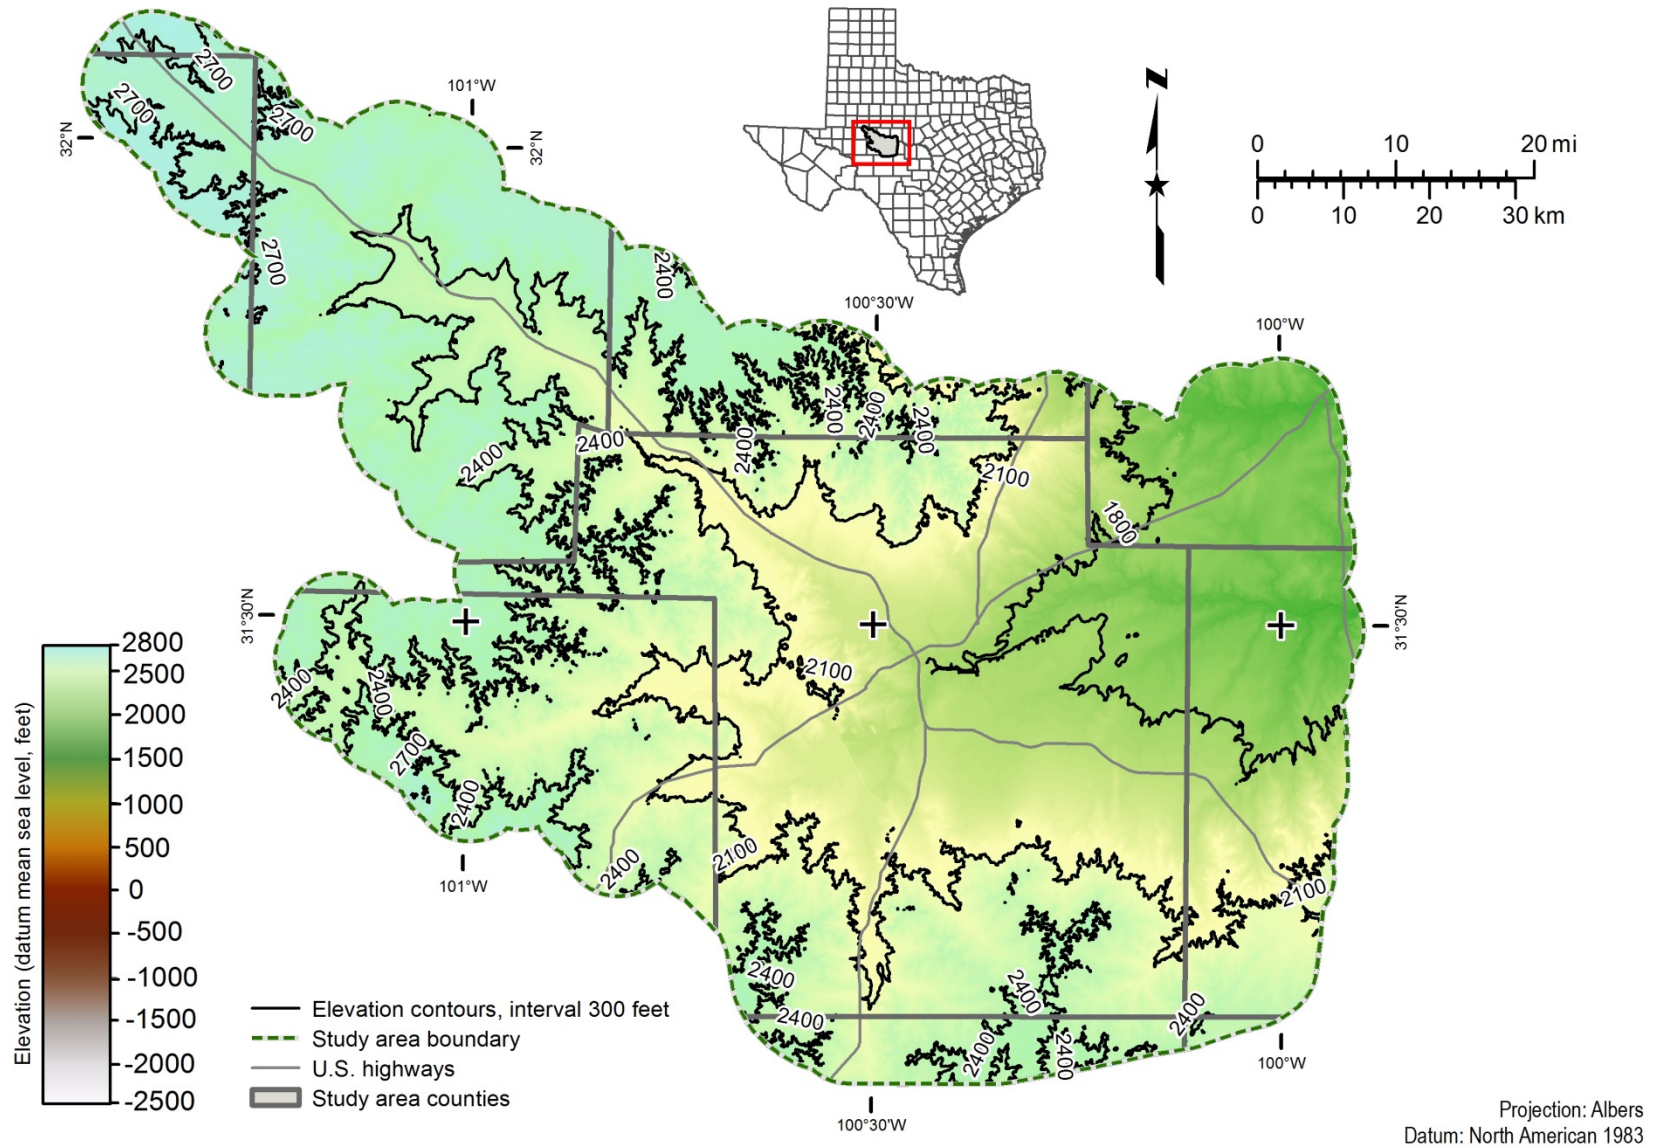 N
0 10 20 mi
0 10 20 30 km
101°W
32°N
32°N
2700
2700
2700
2700
2400
100°30'W
100°W
2400
2400
2400
2400
2400
2400
2100
1800
31°30'N
31°30'N
2100
2400
2400
2700
2400
101°W
2400
2100
2100
2400
2400
2400
2400
2400
2400
100°W
100°30'W
Elevation (datum mean sea level, feet)
2800
2500
2000
1500
1000
500
0
-500
-1000
-1500
-2000
-2500
Elevation contours, interval 300 feet
Study area boundary
U.S. highways
Study area counties
Projection: Albers
Datum: North American 1983